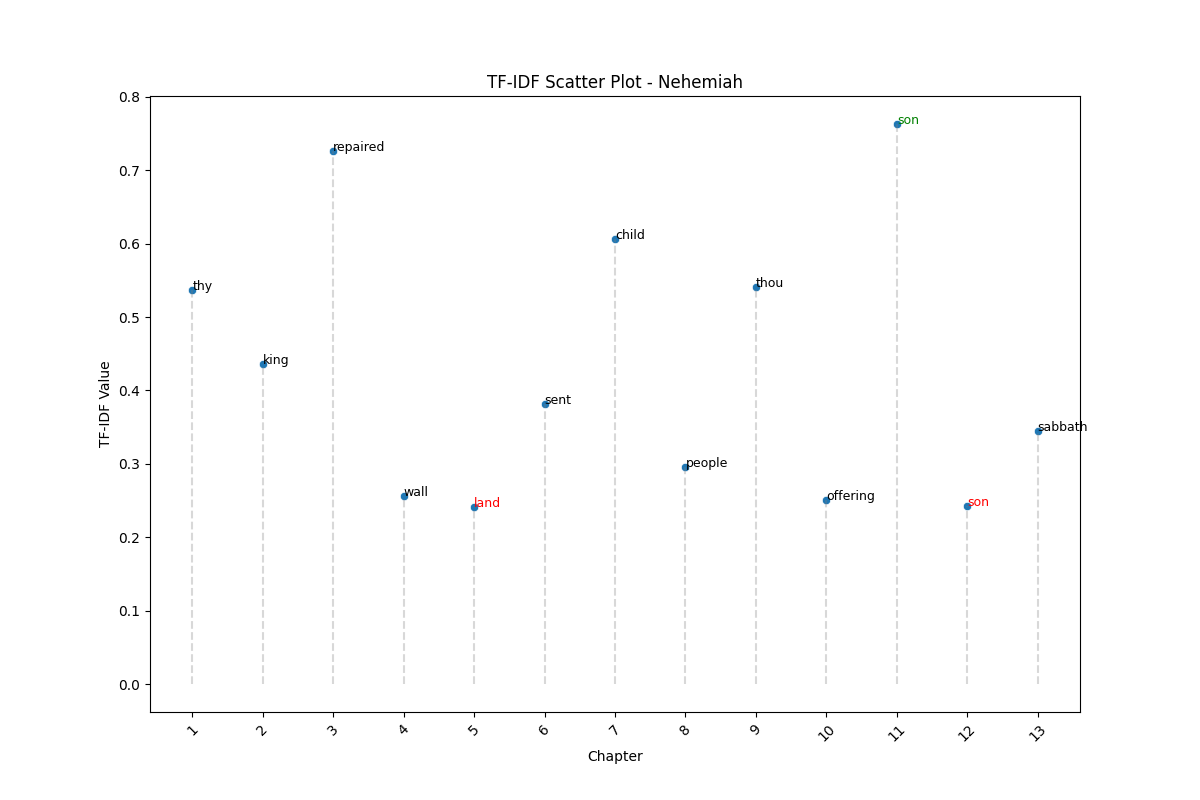 TF-IDF Scatter Plot - Nehemiah
0.8
son
repaired
0.7
child
0.6
thy
thou
0.5
king
TF-IDF Value
0.4
sent
sabbath
people
0.3
wall
land
offering
son
0.2
0.1
0.0
1 2 3 4 5 6 7 8 9 10 11 12 13
Chapter